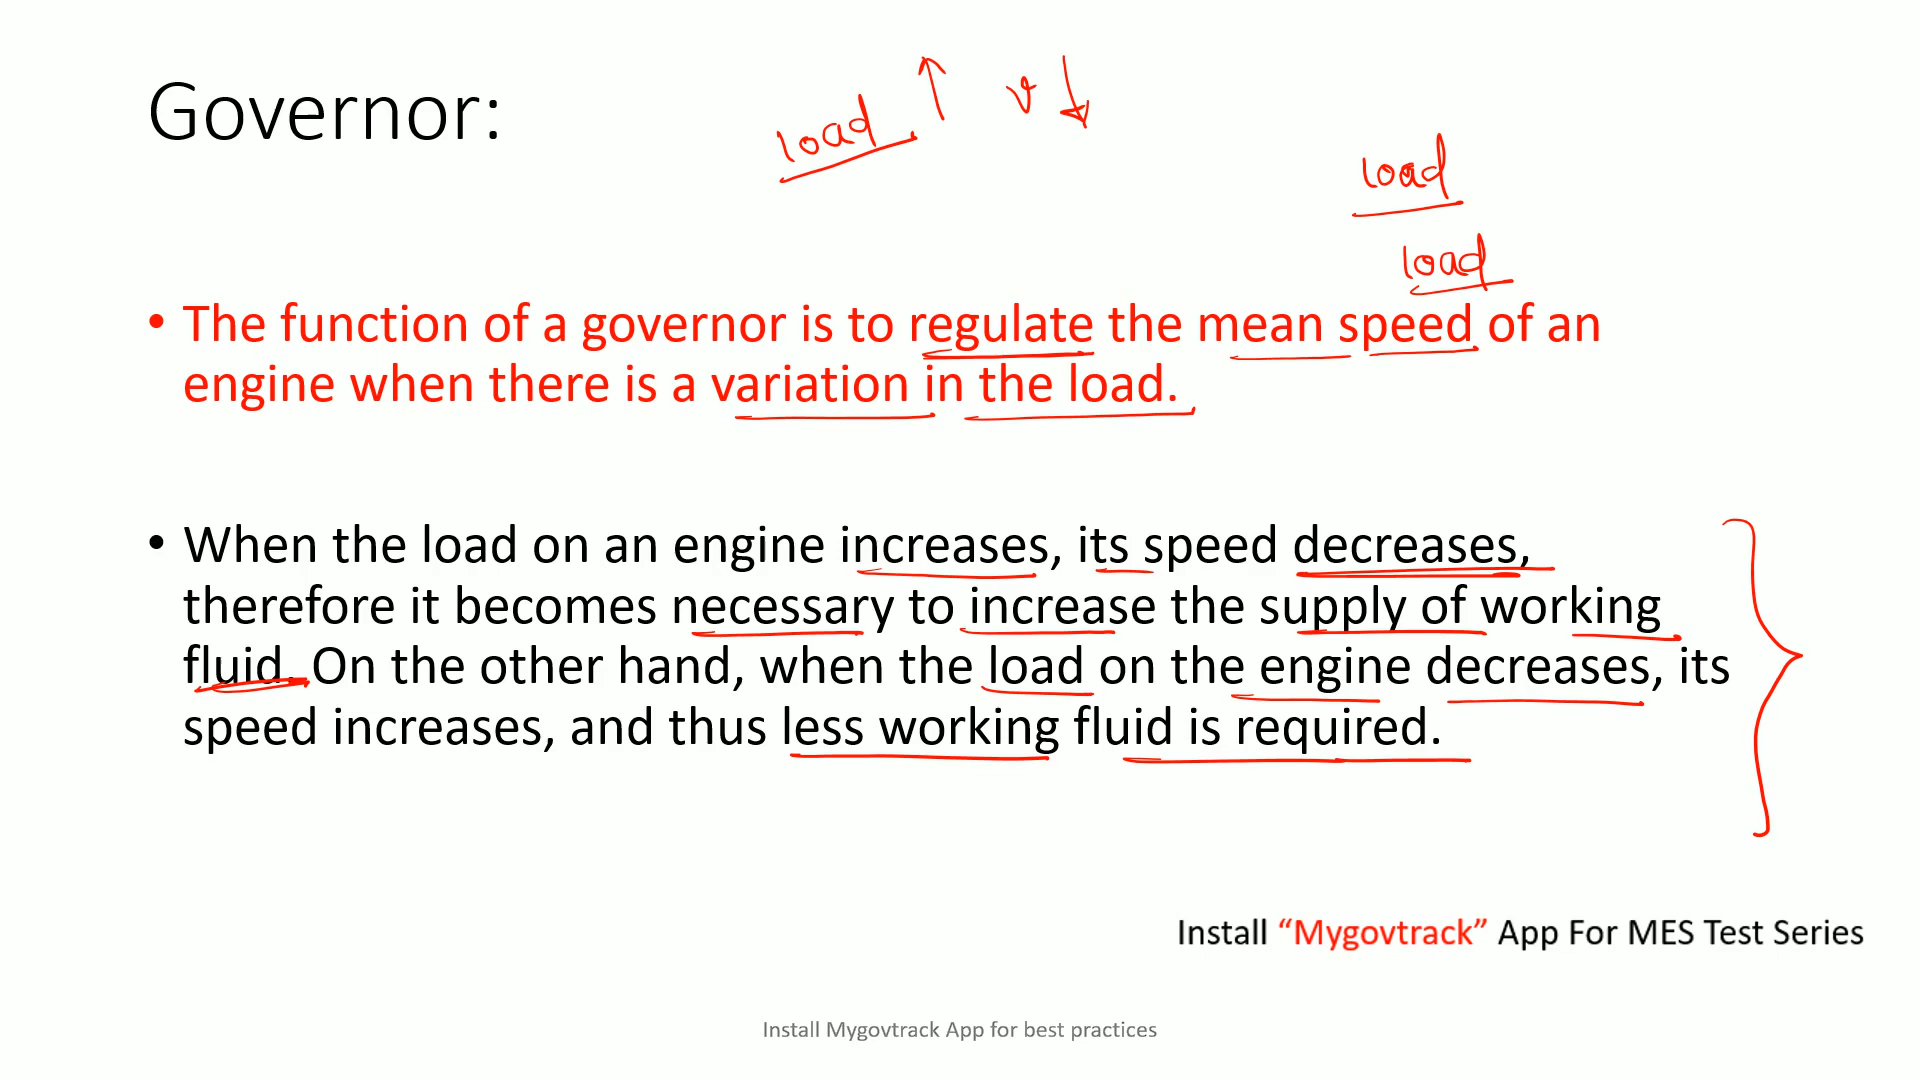 Governor:
load ↑ v ↓
load
load
• The function of a governor is to regulate the mean speed of an
engine when there is a variation in the load.
• When the load on an engine increases, its speed decreases,
therefore it becomes necessary to increase the supply of working
fluid. On the other hand, when the load on the engine decreases, its
speed increases, and thus less working fluid is required.
Install “Mygovtrack” App For MES Test Series
Install Mygovtrack App for best practices